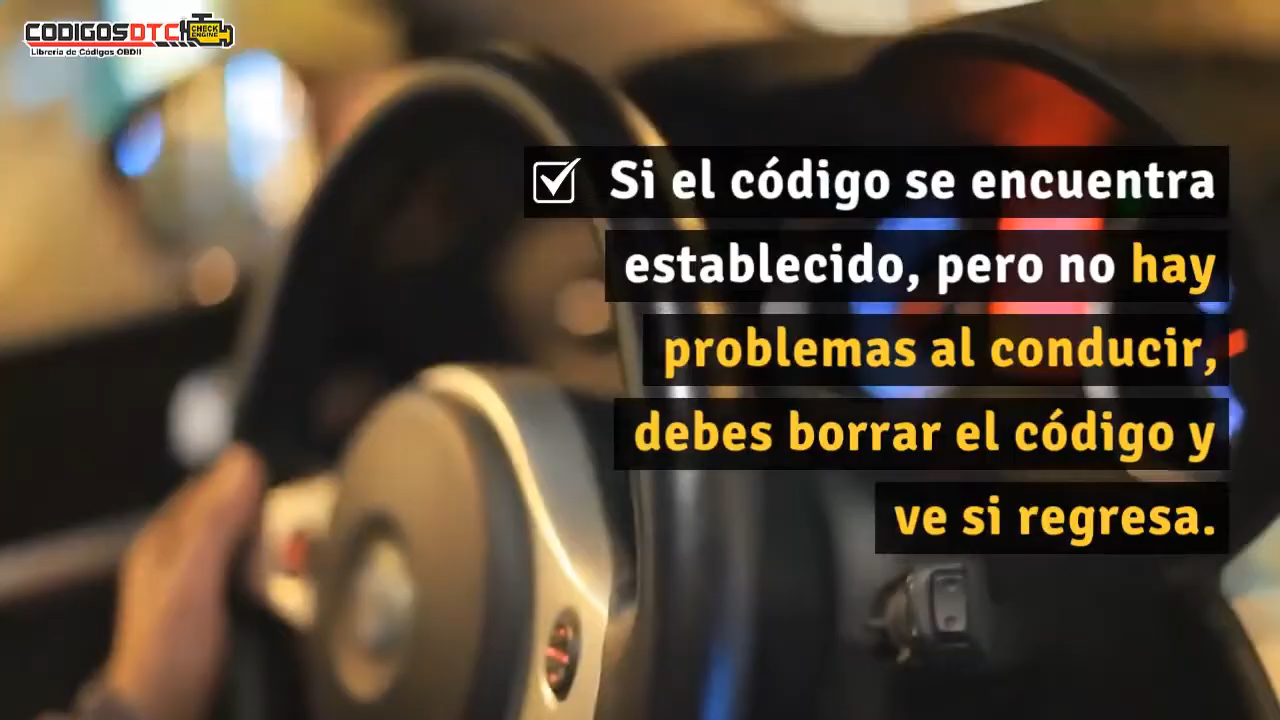 CODIGOSDTC
CHECK
ENGINE
Libreria de Códigos OBDII
Si el código se encuentra
establecido, pero no hay
problemas al conducir,
debes borrar el código y
ve si regresa.